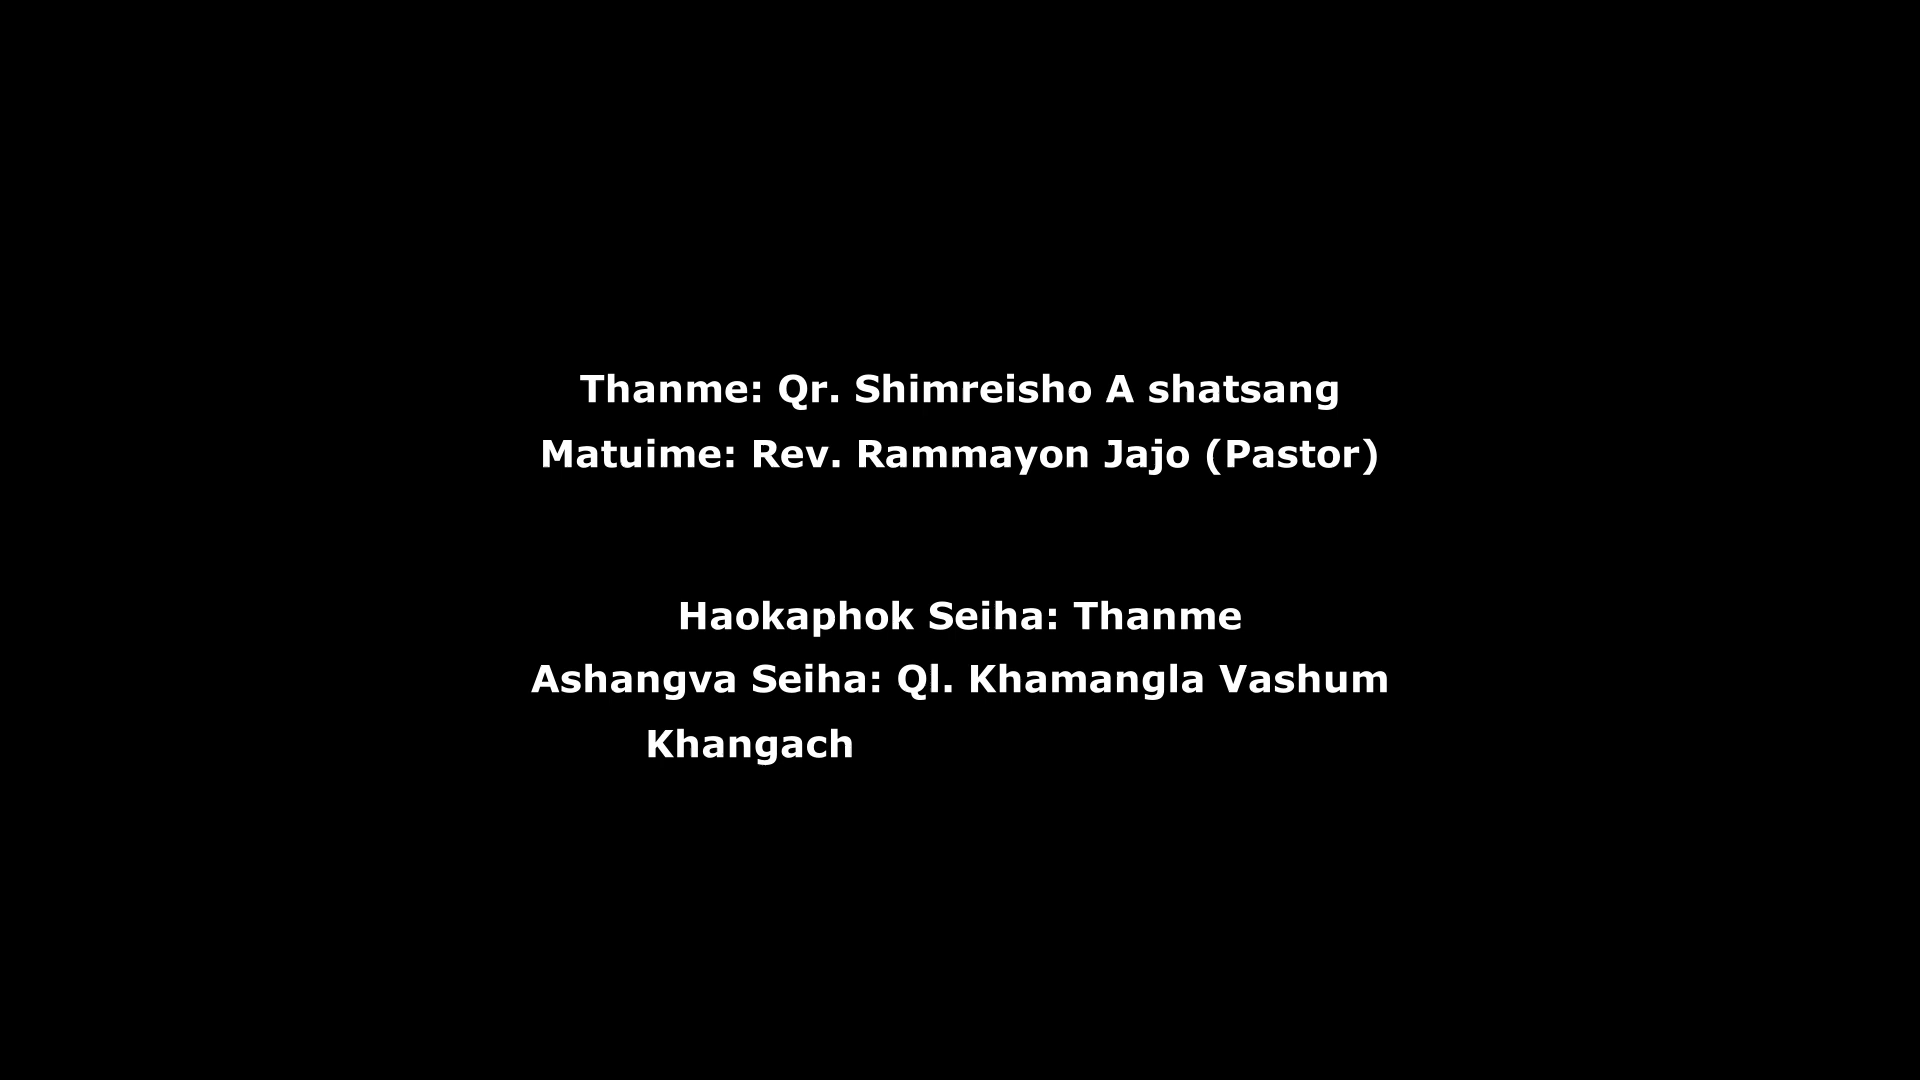 Thanme: Qr. Shimreisho A shatsang
Matuime: Rev. Rammayon Jajo (Pastor)
Haokaphok Seiha: Thanme
Ashangva Seiha: Ql. Khamangla Vashum
Khangach